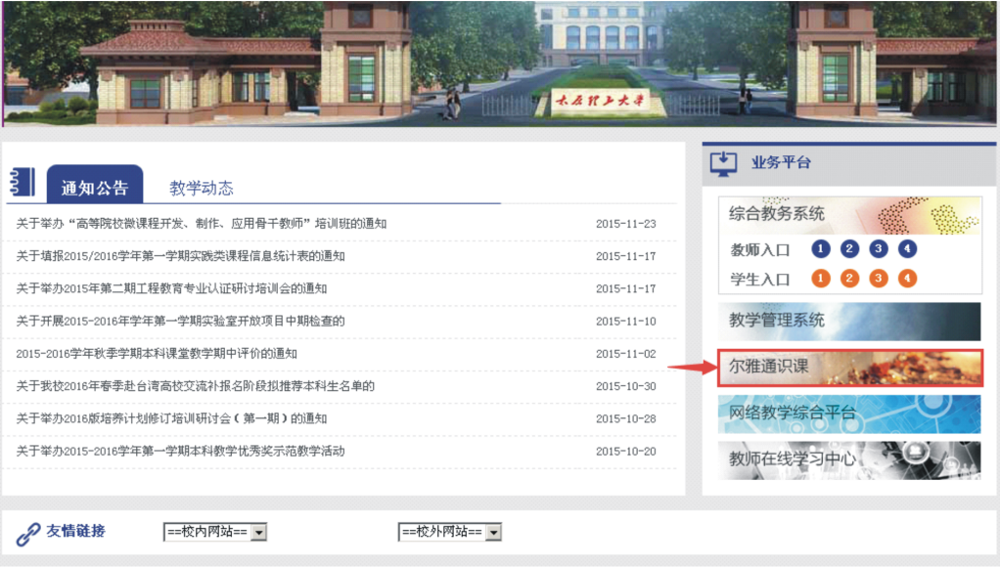 太原理工大学
通知公告 教学动态
关于举办“高等院校微课程开发、制作、应用骨干教师”培训班的通知 2015-11-23
关于填报2015/2016学年第一学期实践类课程信息统计表的通知 2015-11-17
关于举办2015年第二期工程教育专业认证研讨培训会的通知 2015-11-17
关于开展2015-2016年学年第一学期实验室开放项目中期检查的 2015-11-10
2015-2016学年秋季学期本科课堂教学期中评价的通知 2015-11-02
关于我校2016年春季赴台湾高校交流补报名阶段拟推荐本科生名单的 2015-10-30
关于举办2016版培养计划修订培训研讨会（第一期）的通知 2015-10-28
关于举办2015-2016学年第一学期本科教学优秀奖示范教学活动 2015-10-20
业务平台
综合教务系统
教师入口 1 2 3 4
学生入口 1 2 3 4
教学管理系统
尔雅通识课
网络教学综合平台
教师在线学习中心
友情链接 ==校内网站== ==校外网站==